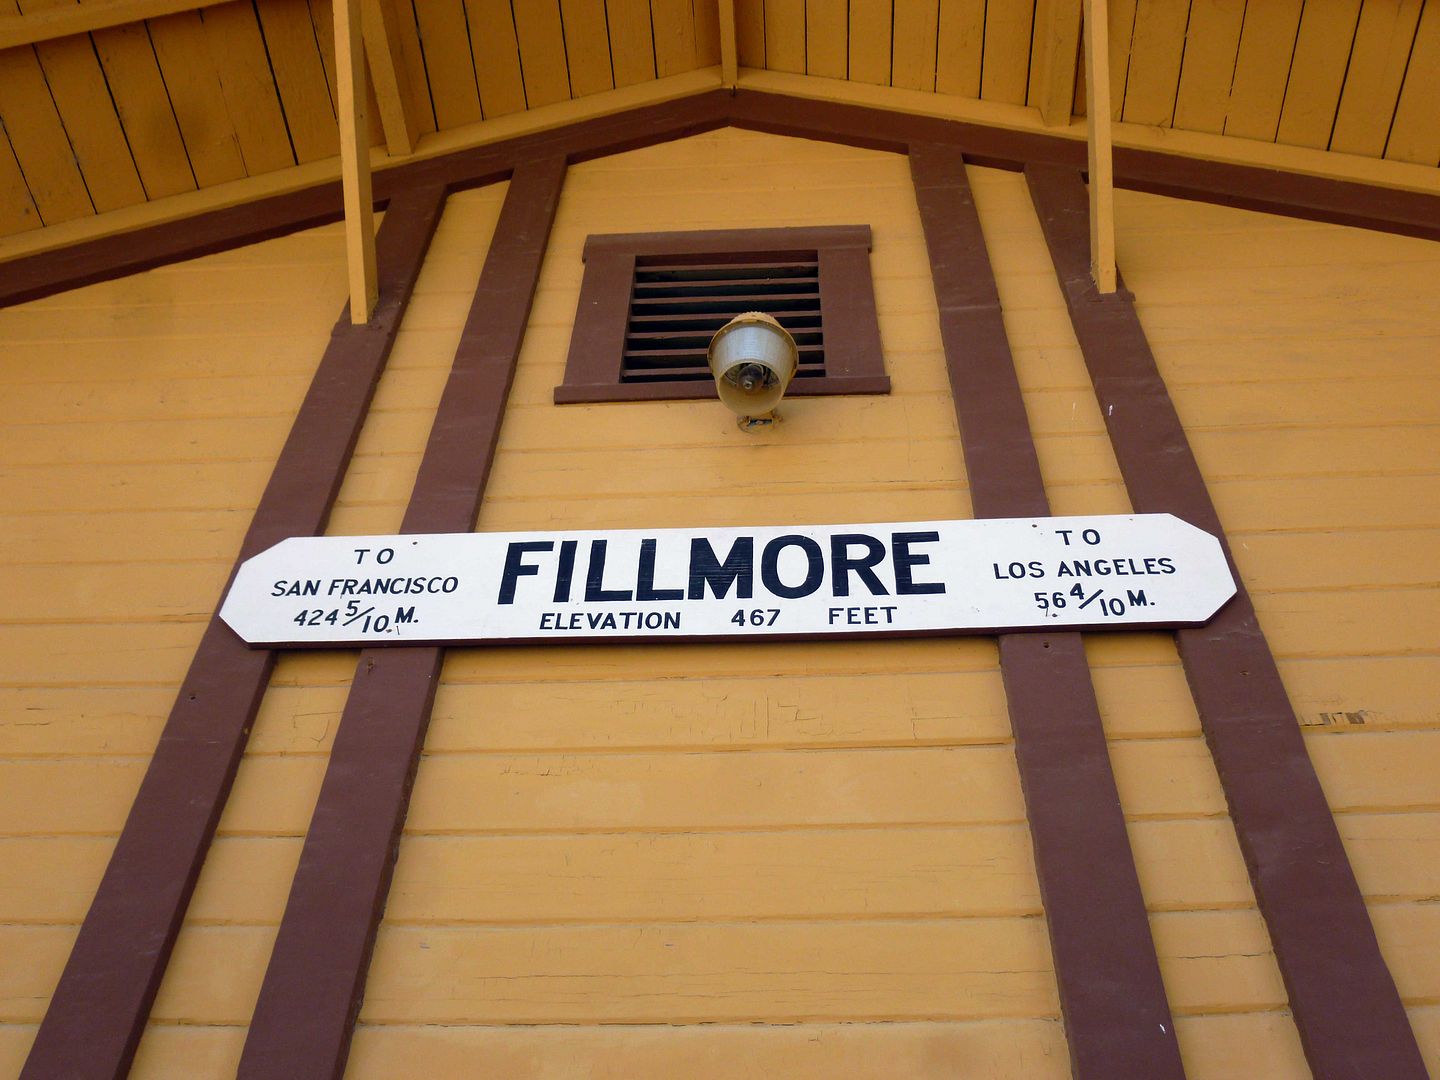 TO
SAN FRANCISCO
424 5/10 M.
FILLMORE
ELEVATION 467 FEET
TO
LOS ANGELES
56 4/10 M.